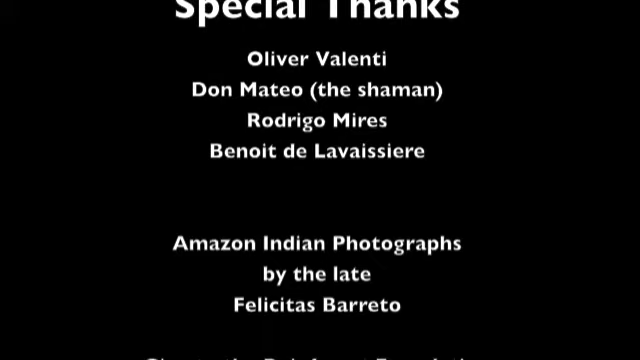 Special Thanks
Oliver Valenti
Don Mateo (the shaman)
Rodrigo Mires
Benoit de Lavaissiere
Amazon Indian Photographs
by the late
Felicitas Barreto